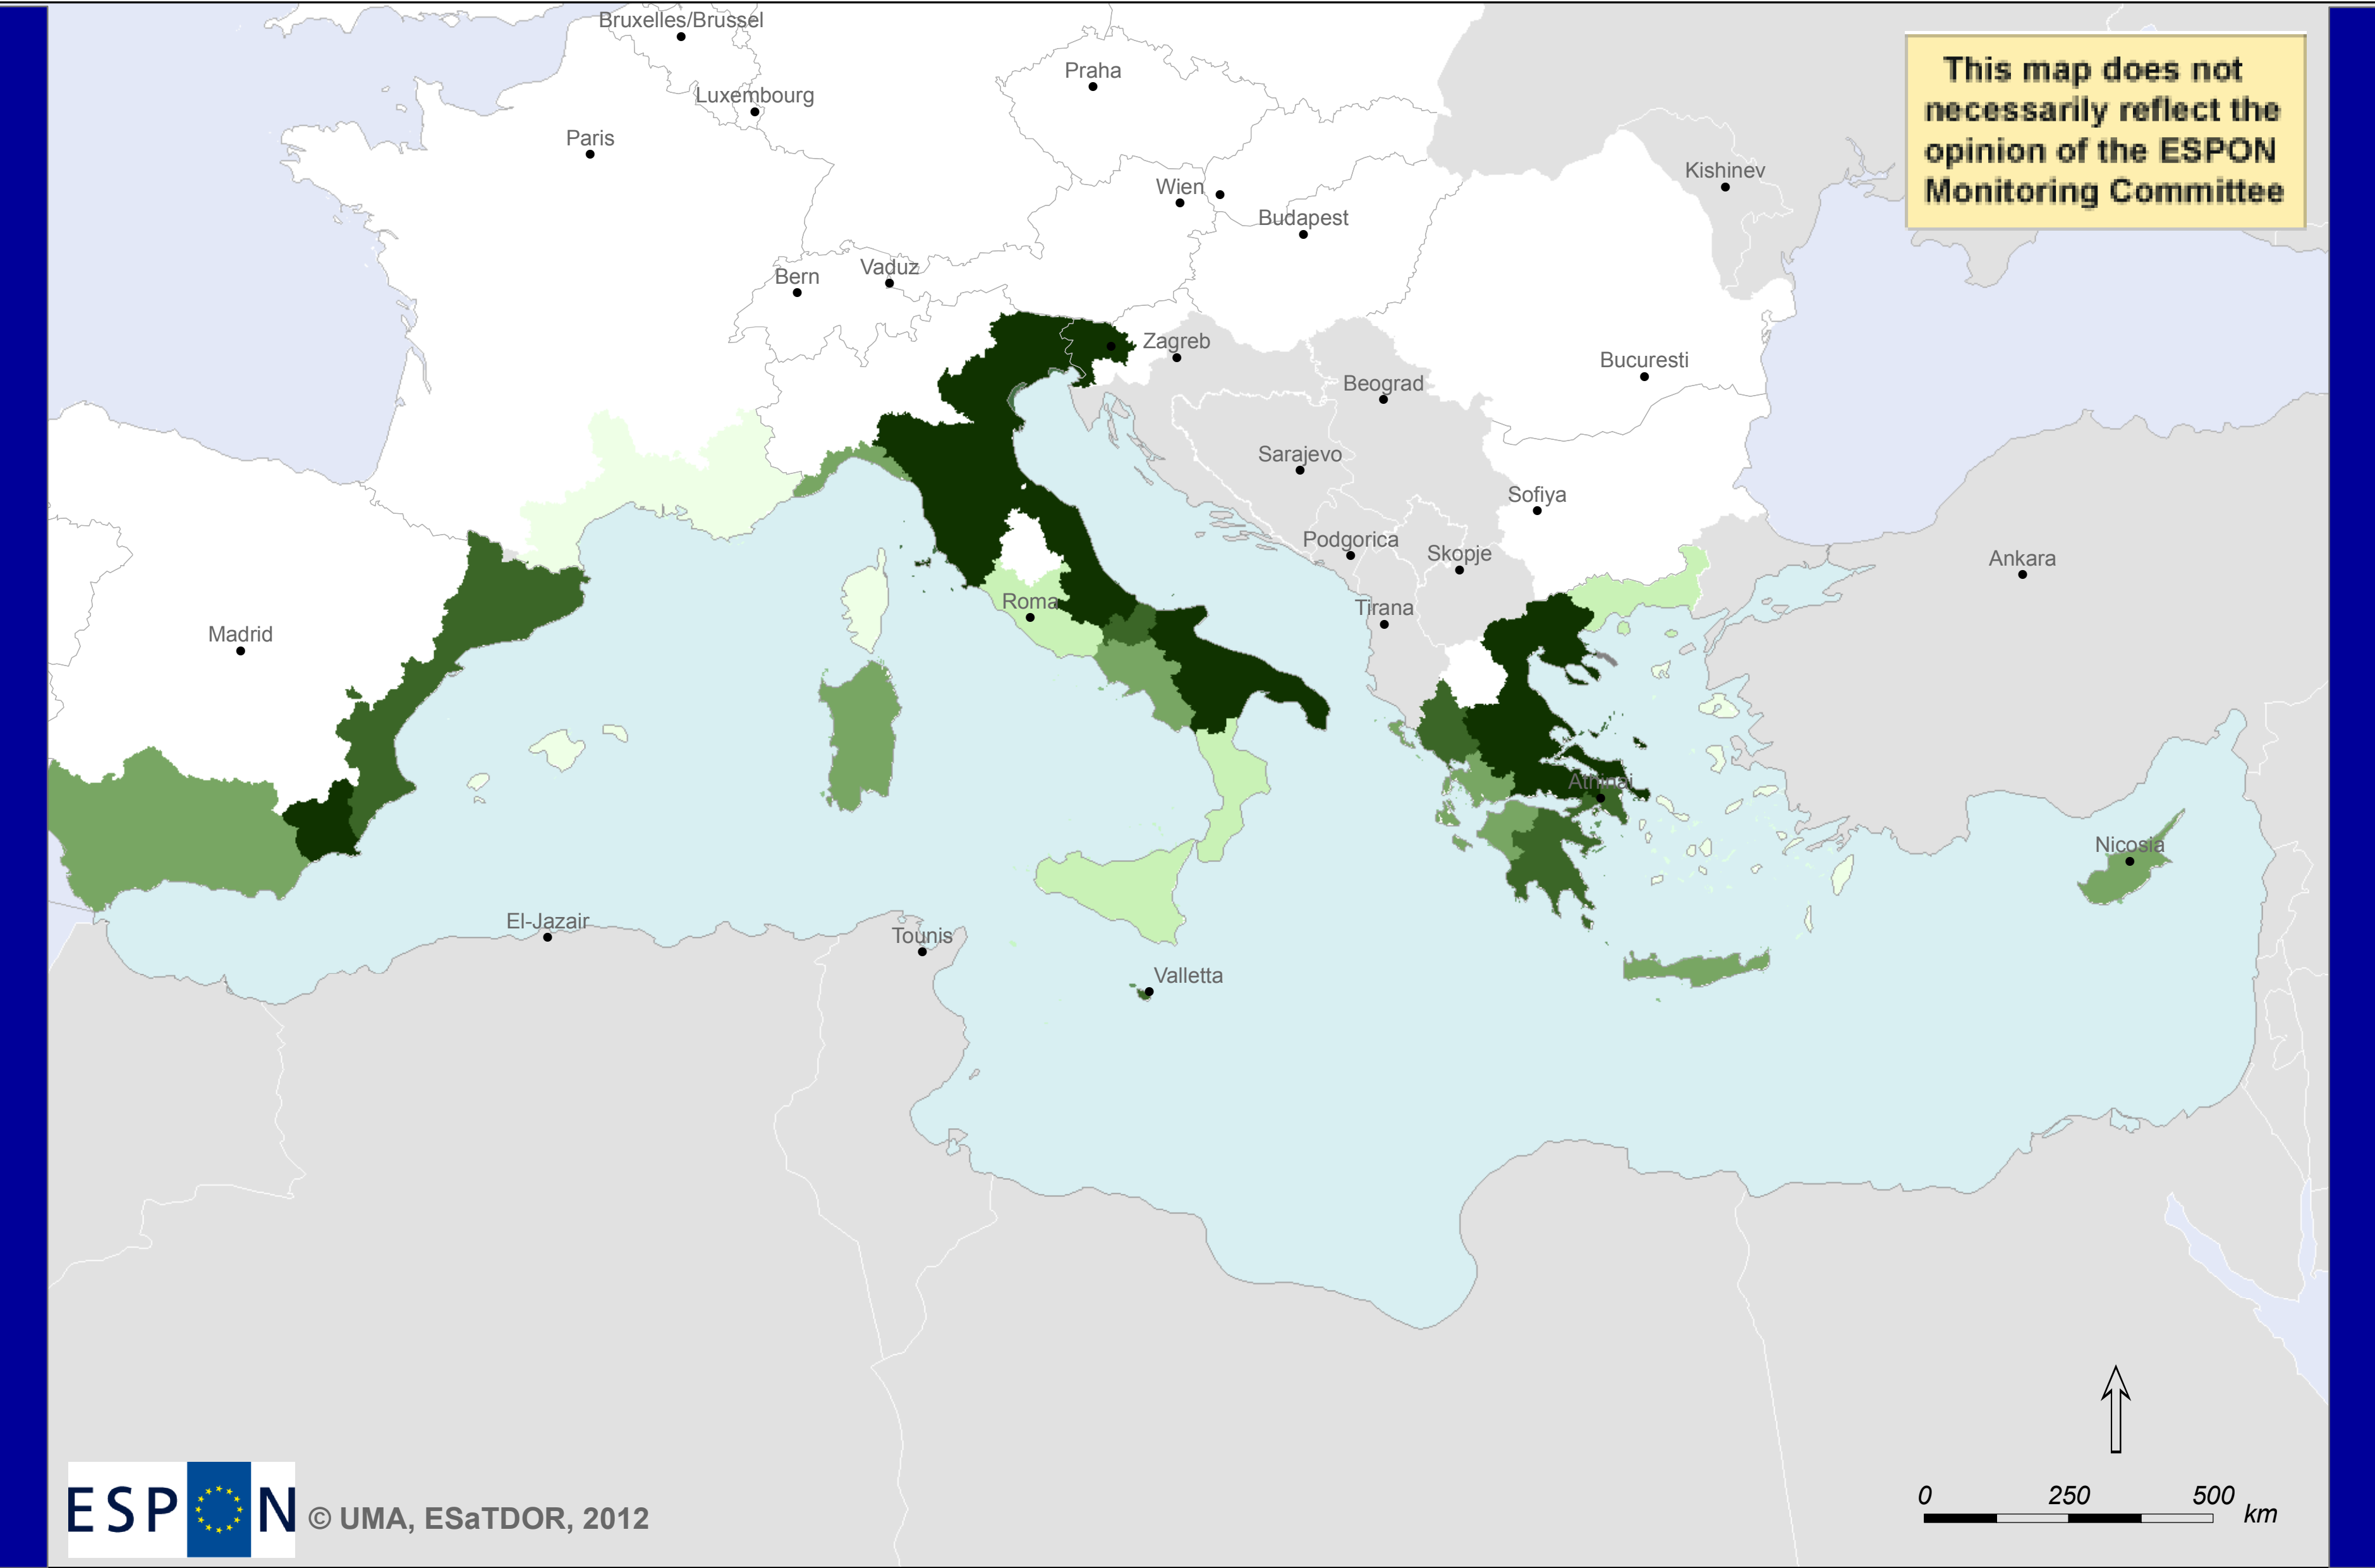 Bruxelles/Brussel
This map does not
necessarily reflect the
opinion of the ESPON
Monitoring Committee
Praha
Luxembourg
Paris
Kishinev
Wien
Budapest
Vaduz
Bern
Zagreb
Bucuresti
Beograd
Sarajevo
Sofiya
Podgorica
Skopje
Ankara
Roma
Tirana
Madrid
Athinai
Nicosia
El-Jazair
Tounis
Valletta
0 250 500
km
ESPON
© UMA, ESaTDOR, 2012